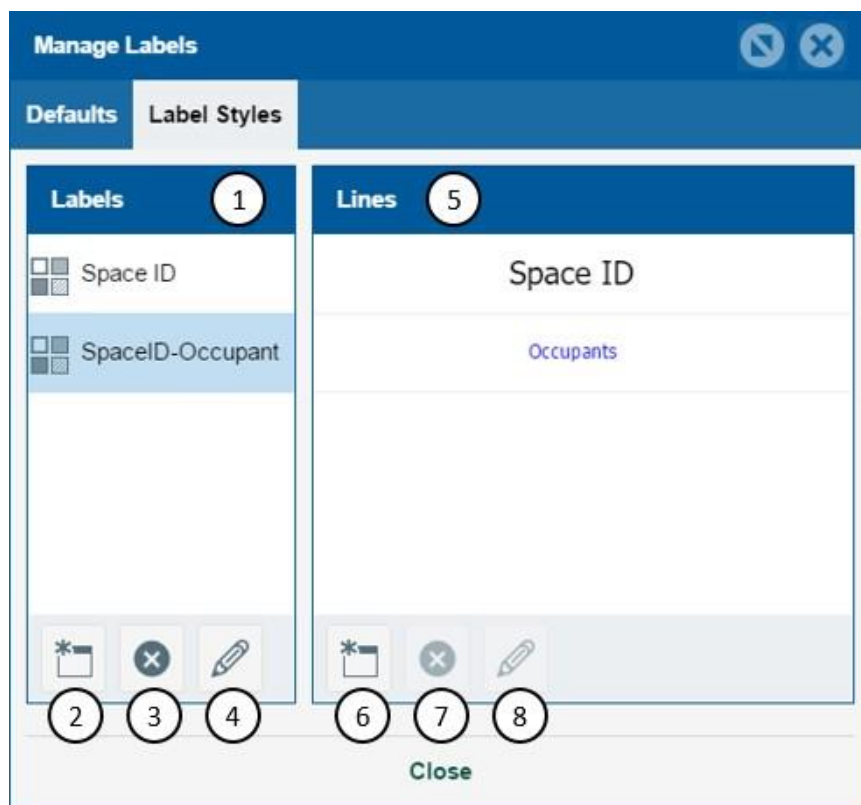 Manage Labels
Defaults Label Styles
Labels 1
Lines 5
Space ID
SpaceID-Occupant
Space ID
Occupants
2 3 4
6 7 8
Close